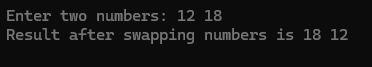 Enter two numbers: 12 18
Result after swapping numbers is 18 12